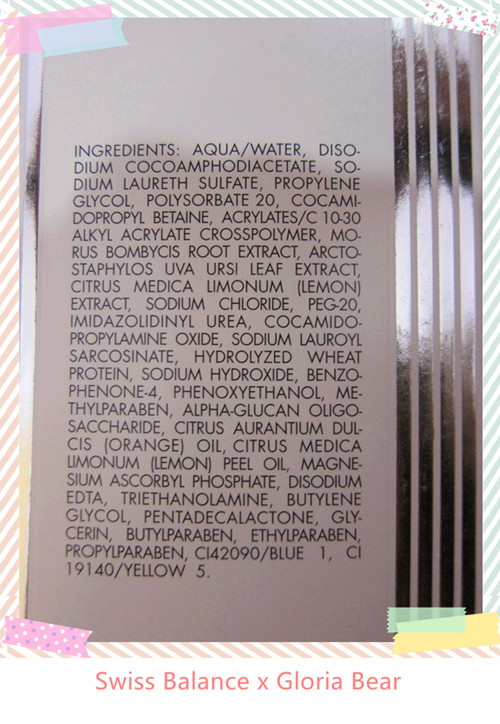 INGREDIENTS: AQUA/WATER, DISO-
DIUM COCOAMPHODIACETATE, SO-
DIUM LAURETH SULFATE, PROPYLENE
GLYCOL, POLYSORBATE 20, COCAMI-
DOPROPYL BETAINE, ACRYLATES/C 10-30
ALKYL ACRYLATE CROSSPOLYMER, MO-
RUS BOMBYCIS ROOT EXTRACT, ARCTO-
STAPHYLOS UVA URSI LEAF EXTRACT,
CITRUS MEDICA LIMONUM (LEMON)
EXTRACT, SODIUM CHLORIDE, PEG-20,
IMIDAZOLIDINYL UREA, COCAMIDO-
PROPYLAMINE OXIDE, SODIUM LAUROYL
SARCOSINATE, HYDROLYZED WHEAT
PROTEIN, SODIUM HYDROXIDE, BENZO-
PHENONE-4, PHENOXYETHANOL, ME-
THYLPARABEN, ALPHA-GLUCAN OLIGO-
SACCHARIDE, CITRUS AURANTIUM DUL-
CIS (ORANGE) OIL, CITRUS MEDICA
LIMONUM (LEMON) PEEL OIL, MAGNE-
SIUM ASCORBYL PHOSPHATE, DISODIUM
EDTA, TRIETHANOLAMINE, BUTYLENE
GLYCOL, PENTADECALACTONE, GLY-
CERIN, BUTYLPARABEN, ETHYLPARABEN,
PROPYLPARABEN, CI42090/BLUE 1, CI
19140/YELLOW 5.
Swiss Balance x Gloria Bear